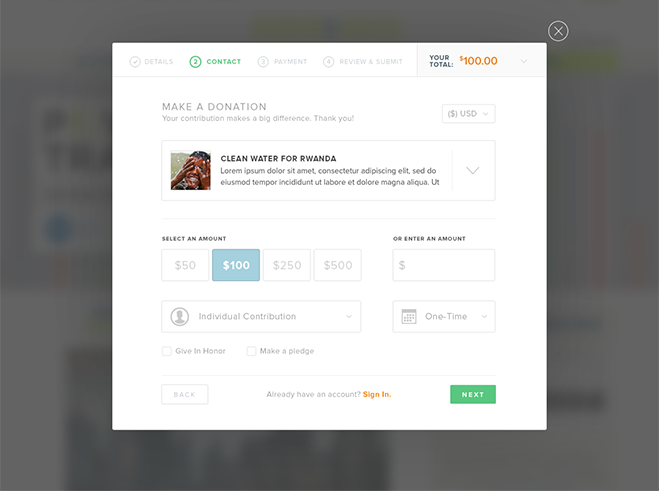 DETAILS
2 CONTACT
3 PAYMENT
4 REVIEW & SUBMIT
YOUR
TOTAL:
$100.00
MAKE A DONATION
Your contribution makes a big difference. Thank you!
($) USD
CLEAN WATER FOR RWANDA
Lorem ipsum dolor sit amet, consectetur adipiscing elit, sed do
eiusmod tempor incididunt ut labore et dolore magna aliqua. Ut
SELECT AN AMOUNT
OR ENTER AN AMOUNT
$50
$100
$250
$500
$
Individual Contribution
One-Time
Give In Honor
Make a pledge
BACK
Already have an account? Sign In.
NEXT